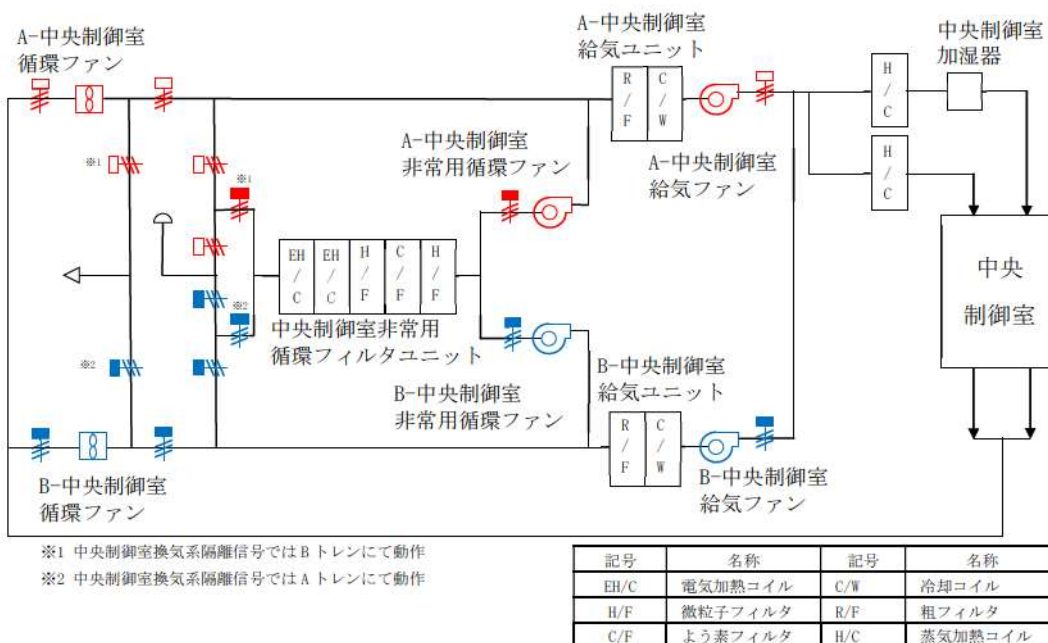 A-中央制御室
循環ファン
A-中央制御室
給気ユニット
中央制御室
加湿器
R/F
C/W
H/C
H/C
A-中央制御室
非常用循環ファン
A-中央制御室
給気ファン
※1
※1
EH/C
EH/C
H/F
C/F
H/F
中央
制御室
※2
中央制御室非常用
循環フィルタユニット
※2
B-中央制御室
非常用循環ファン
B-中央制御室
給気ユニット
R/F
C/W
B-中央制御室
循環ファン
B-中央制御室
給気ファン
※1 中央制御室換気系隔離信号ではBトレンにて動作
※2 中央制御室換気系隔離信号ではAトレンにて動作
記号 名称 記号 名称
EH/C 電気加熱コイル C/W 冷却コイル
H/F 微粒子フィルタ R/F 粗フィルタ
C/F よう素フィルタ H/C 蒸気加熱コイル